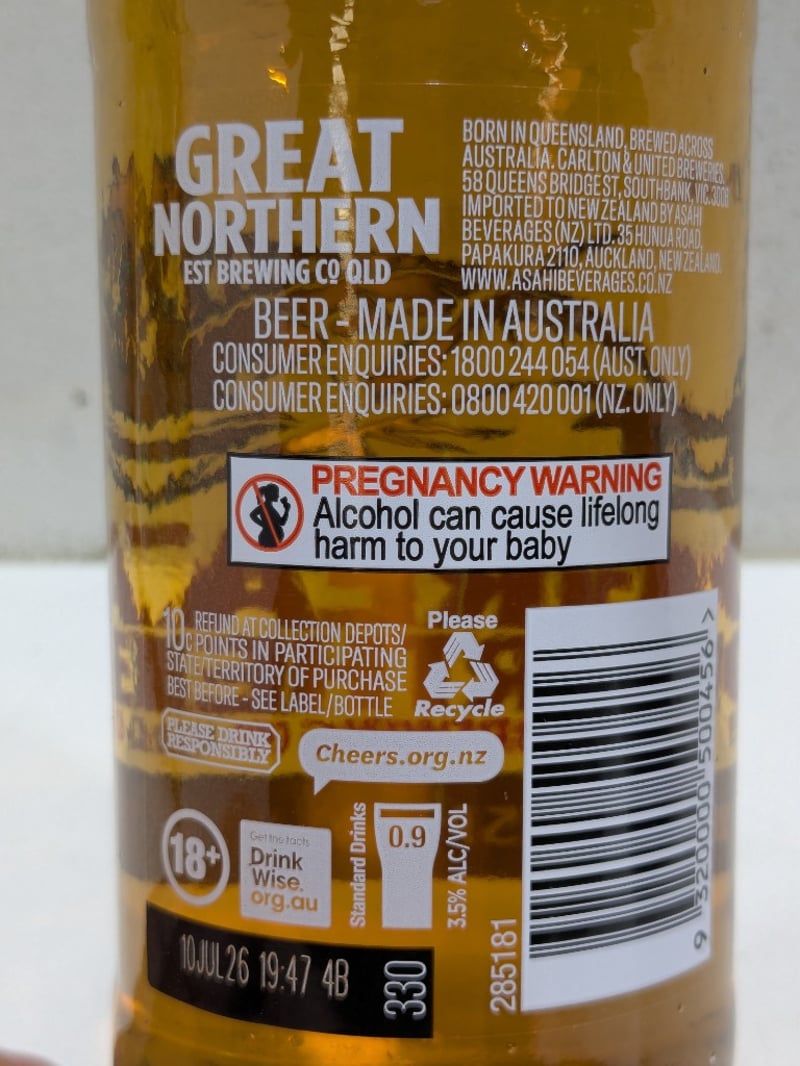 GREAT
NORTHERN
EST BREWING CO QLD
BORN IN QUEENSLAND, BREWED ACROSS
AUSTRALIA. CARLTON & UNITED BREWERIES,
58 QUEENS BRIDGE ST, SOUTHBANK, VIC. 3006
IMPORTED TO NEW ZEALAND BY ASAHI
BEVERAGES (NZ) LTD. 35 HUNUA ROAD,
PAPAKURA 2110, AUCKLAND, NEW ZEALAND.
WWW.ASAHIBEVERAGES.CO.NZ
BEER - MADE IN AUSTRALIA
CONSUMER ENQUIRIES: 1800 244 054 (AUST. ONLY)
CONSUMER ENQUIRIES: 0800 420 001 (NZ. ONLY)
PREGNANCY WARNING
Alcohol can cause lifelong
harm to your baby
10c REFUND AT COLLECTION DEPOTS/
POINTS IN PARTICIPATING
STATE/TERRITORY OF PURCHASE
BEST BEFORE - SEE LABEL/BOTTLE
Please
Recycle
PLEASE DRINK
RESPONSIBLY
Cheers.org.nz
18+
Get the facts
Drink
Wise.
org.au
Standard Drinks
0.9
3.5% ALC/VOL
10JUL26 19:47 4B
330
285181
9 320000 500456 >